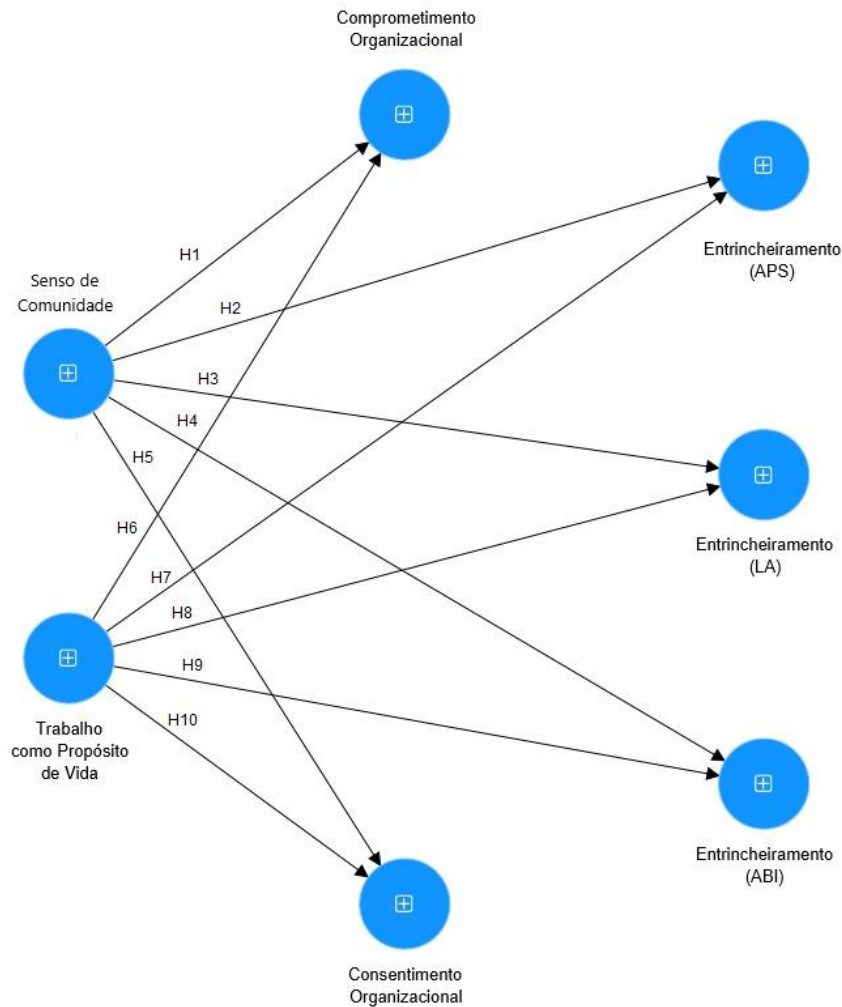 Comprometimento
Organizacional
Entrincheiramento
(APS)
H1
Senso de
Comunidade
H2
H3
H4
H5
H6
Entrincheiramento
(LA)
H7
H8
H9
H10
Trabalho
como Propósito
de Vida
Entrincheiramento
(ABI)
Consentimento
Organizacional